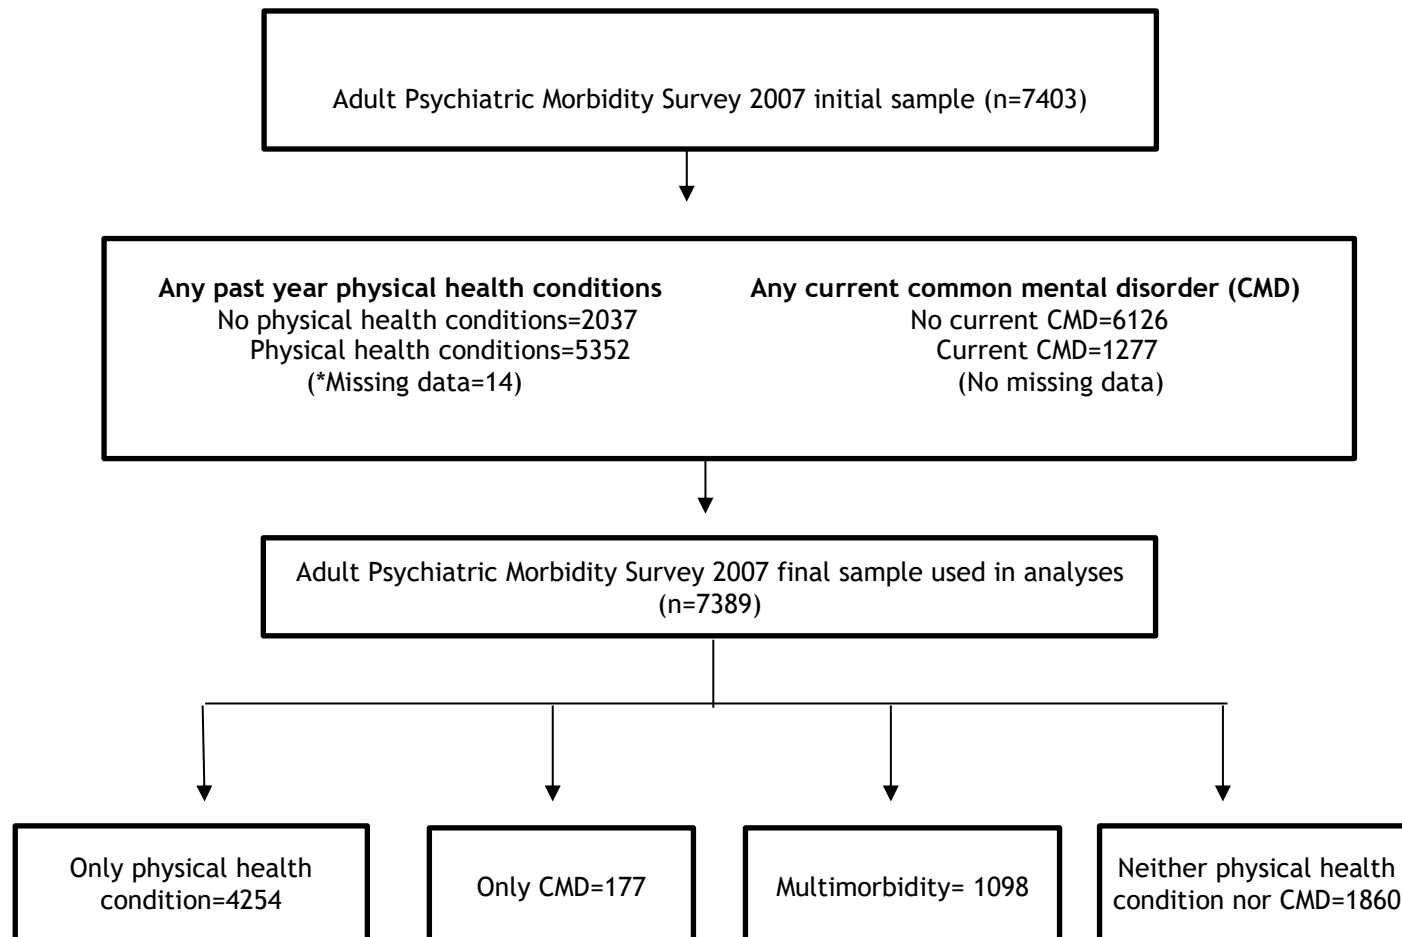 Adult Psychiatric Morbidity Survey 2007 initial sample (n=7403)
Any past year physical health conditions
No physical health conditions=2037
Physical health conditions=5352
(*Missing data=14)
Any current common mental disorder (CMD)
No current CMD=6126
Current CMD=1277
(No missing data)
Adult Psychiatric Morbidity Survey 2007 final sample used in analyses
(n=7389)
Only physical health
condition=4254
Only CMD=177
Multimorbidity= 1098
Neither physical health
condition nor CMD=1860